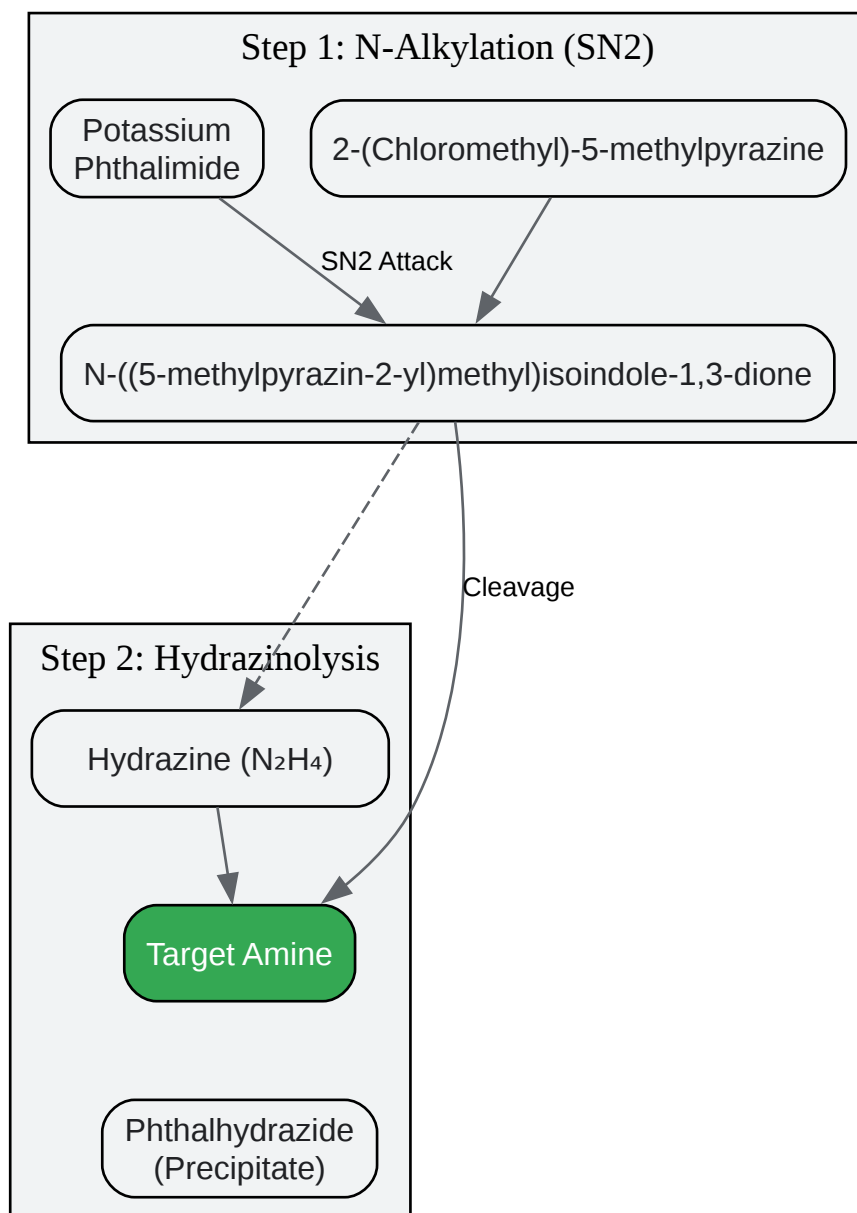 Step 1: N-Alkylation (SN2)
Potassium
Phthalimide
2-(Chloromethyl)-5-methylpyrazine
SN2 Attack
N-((5-methylpyrazin-2-yl)methyl)isoindole-1,3-dione
Cleavage
Step 2: Hydrazinolysis
Hydrazine (N₂H₄)
Target Amine
Phthalhydrazide
(Precipitate)